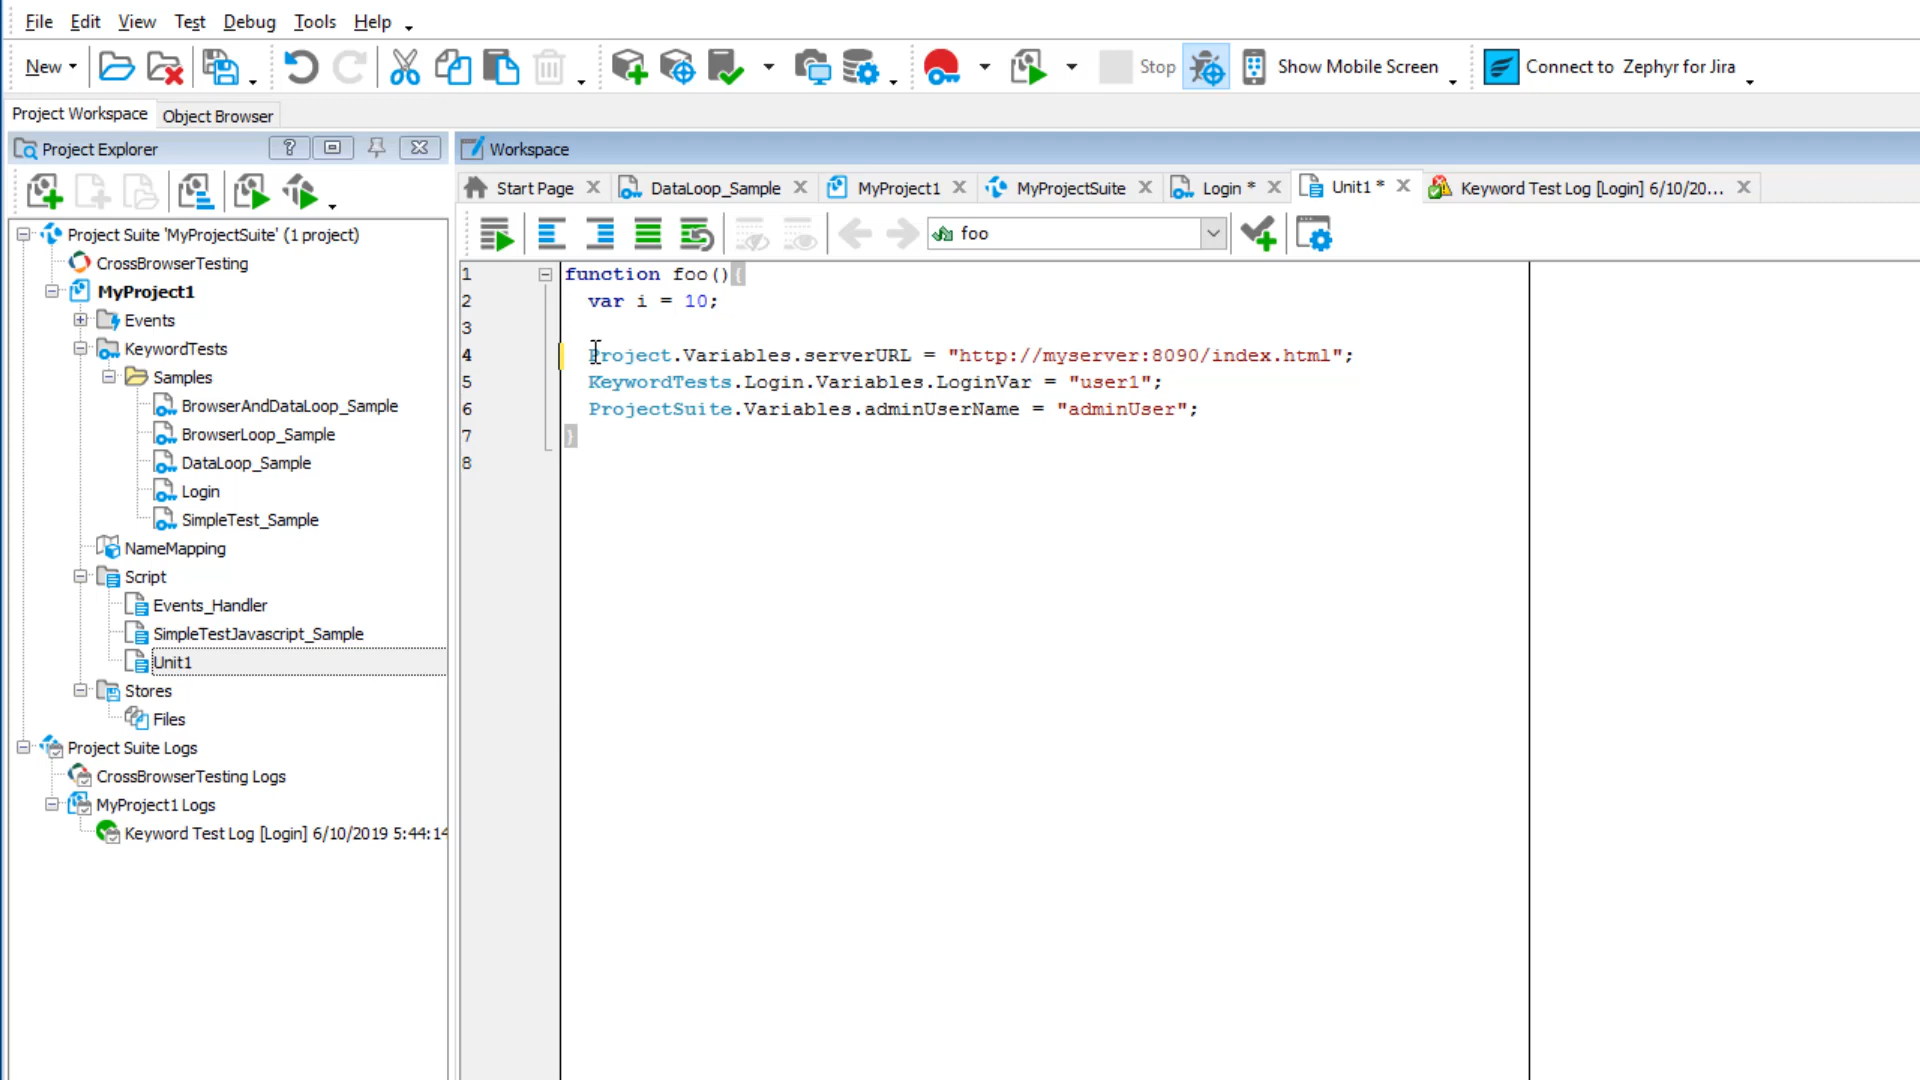 File Edit View Test Debug Tools Help
New Stop Show Mobile Screen Connect to Zephyr for Jira
Project Workspace Object Browser
Project Explorer ?
Workspace
Start Page DataLoop_Sample MyProject1 MyProjectSuite Login * Unit1 * Keyword Test Log [Login] 6/10/20...
foo
Project Suite 'MyProjectSuite' (1 project)
CrossBrowserTesting
MyProject1
Events
KeywordTests
Samples
BrowserAndDataLoop_Sample
BrowserLoop_Sample
DataLoop_Sample
Login
SimpleTest_Sample
NameMapping
Script
Events_Handler
SimpleTestJavascript_Sample
Unit1
Stores
Files
Project Suite Logs
CrossBrowserTesting Logs
MyProject1 Logs
Keyword Test Log [Login] 6/10/2019 5:44:14
1 function foo(){
2 var i = 10;
3
4 Project.Variables.serverURL = "http://myserver:8090/index.html";
5 KeywordTests.Login.Variables.LoginVar = "user1";
6 ProjectSuite.Variables.adminUserName = "adminUser";
7 }
8